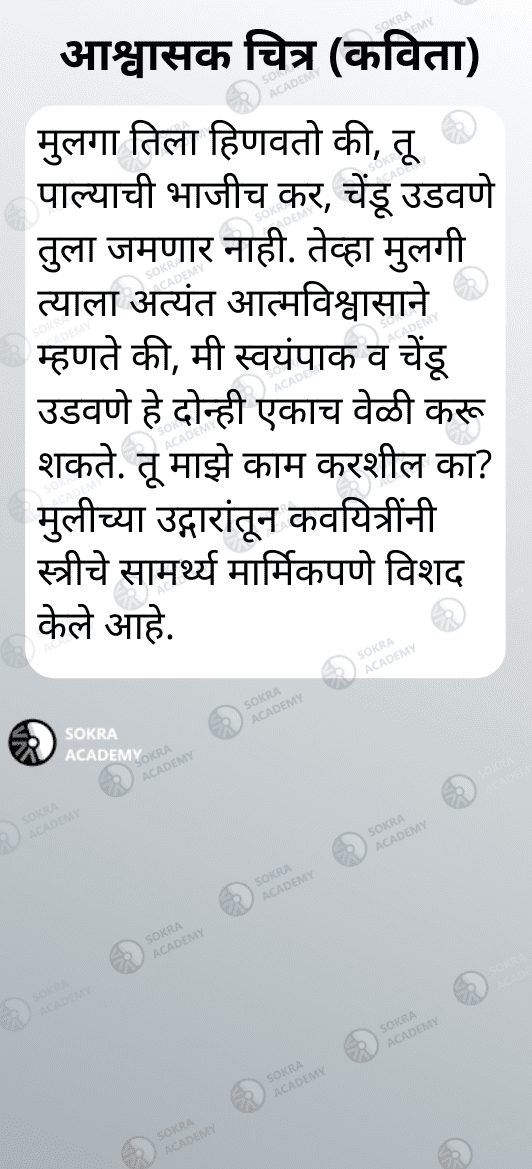 आश्वासक चित्र (कविता)
मुलगा तिला हिणवतो की, तू
पाल्याची भाजीच कर, चेंडू उडवणे
तुला जमणार नाही. तेव्हा मुलगी
त्याला अत्यंत आत्मविश्वासाने
म्हणते की, मी स्वयंपाक व चेंडू
उडवणे हे दोन्ही एकाच वेळी करू
शकते. तू माझे काम करशील का?
मुलीच्या उद्गारांतून कवयित्रींनी
स्त्रीचे सामर्थ्य मार्मिकपणे विशद
केले आहे.
SOKRA
ACADEMY